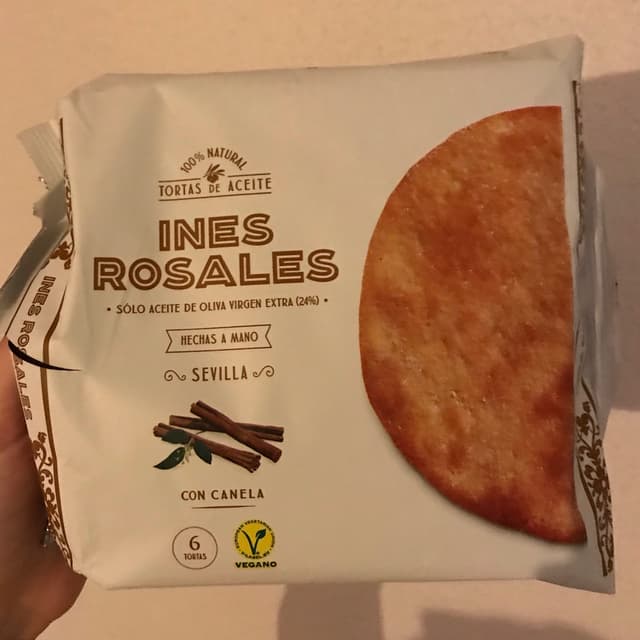 100% NATURAL
TORTAS DE ACEITE
INES
ROSALES
• SÓLO ACEITE DE OLIVA VIRGEN EXTRA (24%) •
HECHAS A MANO
SEVILLA
CON CANELA
6
TORTAS
V
VEGANO
INES ROSALES